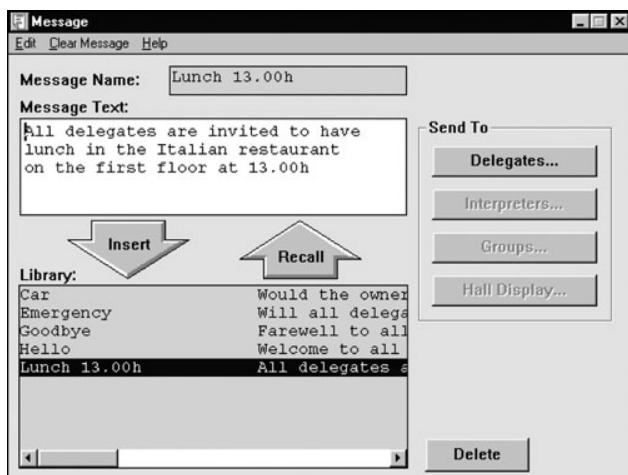 Message
Edit Clear Message Help
Message Name: Lunch 13.00h
Message Text:
All delegates are invited to have
lunch in the Italian restaurant
on the first floor at 13.00h
Send To
Delegates...
Interpreters...
Groups...
Hall Display...
Insert
Recall
Library:
Car Would the owner
Emergency Will all delega
Goodbye Farewell to all
Hello Welcome to all
Lunch 13.00h All delegates a
Delete